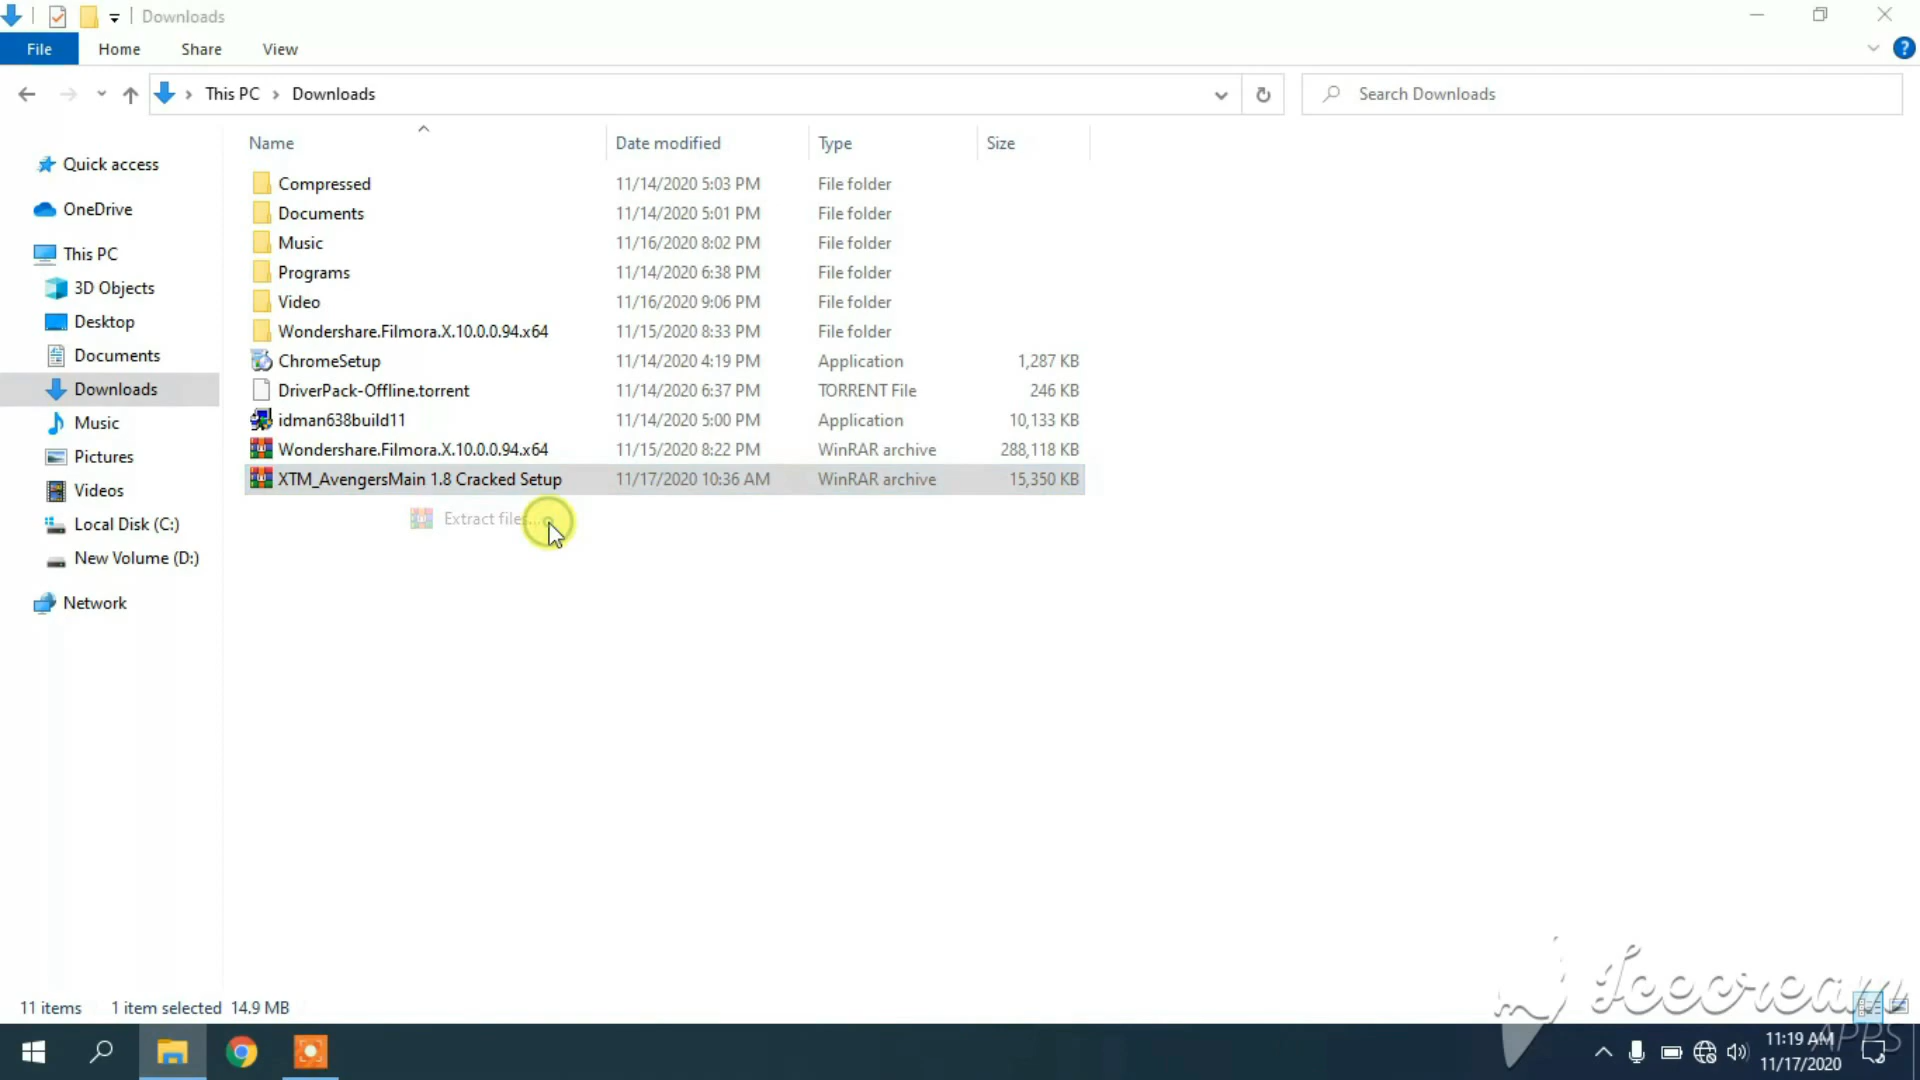 Downloads
File Home Share View
This PC Downloads Search Downloads
Name Date modified Type Size
Quick access
OneDrive
This PC
3D Objects
Desktop
Documents
Downloads
Music
Pictures
Videos
Local Disk (C:)
New Volume (D:)
Network
Compressed 11/14/2020 5:03 PM File folder
Documents 11/14/2020 5:01 PM File folder
Music 11/16/2020 8:02 PM File folder
Programs 11/14/2020 6:38 PM File folder
Video 11/16/2020 9:06 PM File folder
Wondershare.Filmora.X.10.0.0.94.x64 11/15/2020 8:33 PM File folder
ChromeSetup 11/14/2020 4:19 PM Application 1,287 KB
DriverPack-Offline.torrent 11/14/2020 6:37 PM TORRENT File 246 KB
idman638build11 11/14/2020 5:00 PM Application 10,133 KB
Wondershare.Filmora.X.10.0.0.94.x64 11/15/2020 8:22 PM WinRAR archive 288,118 KB
XTM_AvengersMain 1.8 Cracked Setup 11/17/2020 10:36 AM WinRAR archive 15,350 KB
Extract files...
11 items 1 item selected 14.9 MB
Icecream
APPS
11:19 AM
11/17/2020